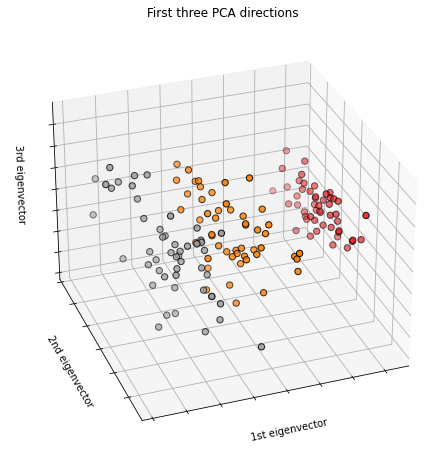 First three PCA directions
3rd eigenvector
2nd eigenvector
1st eigenvector